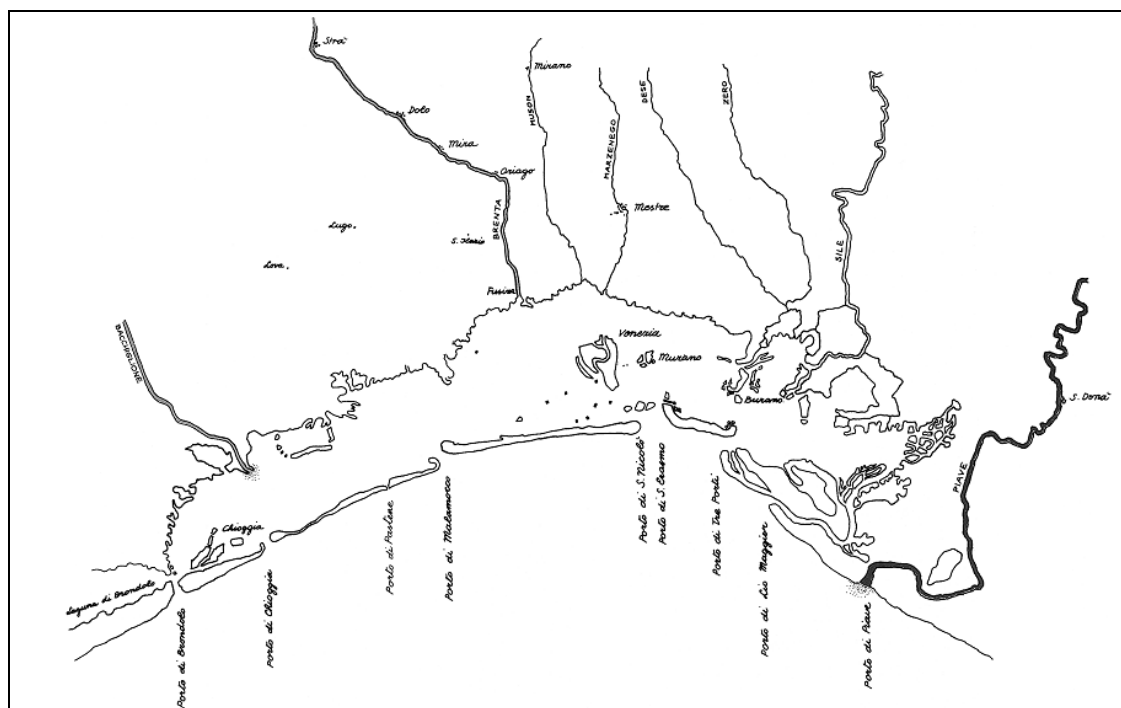 Strà
Mirano
DESE
ZERO
MUSON
Dolo
Mira
MARZENEGO
Oriago
BRENTA
Mestre
Lugo.
S. Ilario
SILE
Lova.
Fusina
BACCHIGLIONE
Venezia
Murano
Burano
S. Donà
PIAVE
Chioggia
Laguna di Brondolo
Porto di Brondolo
Porto di Chioggia
Porto di Pastene
Porto di Malamocco
Porto di S. Nicolò
Porto di S. Erasmo
Porto di Tre Porti
Porto di Lio Maggior
Porto di Piave